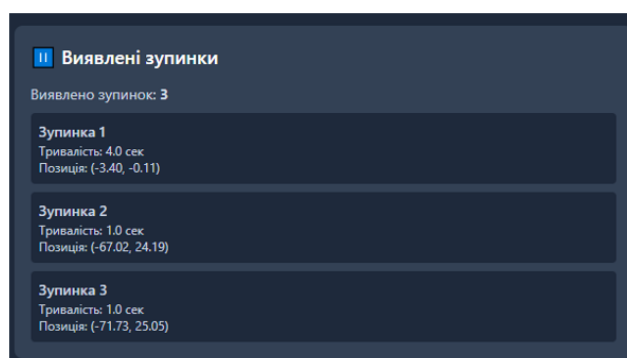 Виявлені зупинки
Виявлено зупинок: 3
Зупинка 1
Тривалість: 4.0 сек
Позиція: (-3.40, -0.11)
Зупинка 2
Тривалість: 1.0 сек
Позиція: (-67.02, 24.19)
Зупинка 3
Тривалість: 1.0 сек
Позиція: (-71.73, 25.05)